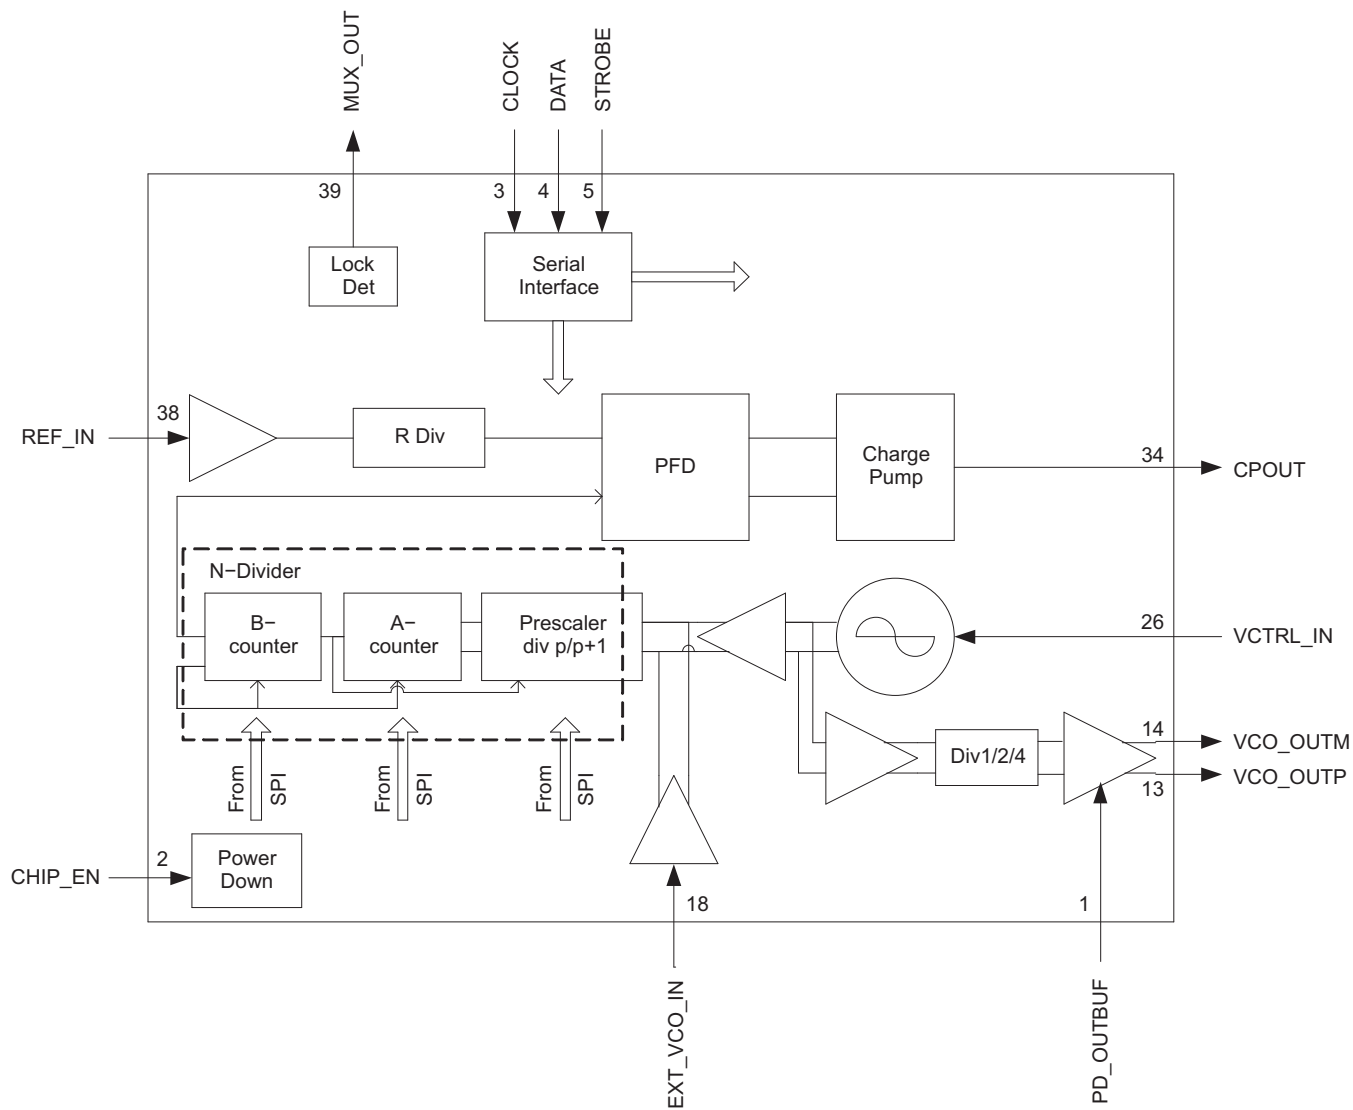 MUX_OUT
CLOCK
DATA
STROBE
39
3
4
5
Lock
Det
Serial
Interface
REF_IN
38
R Div
PFD
Charge
Pump
34
CPOUT
N−Divider
B−
counter
A−
counter
Prescaler
div p/p+1
26
VCTRL_IN
From
SPI
From
SPI
From
SPI
Div1/2/4
14
VCO_OUTM
VCO_OUTP
13
CHIP_EN
2
Power
Down
18
EXT_VCO_IN
1
PD_OUTBUF